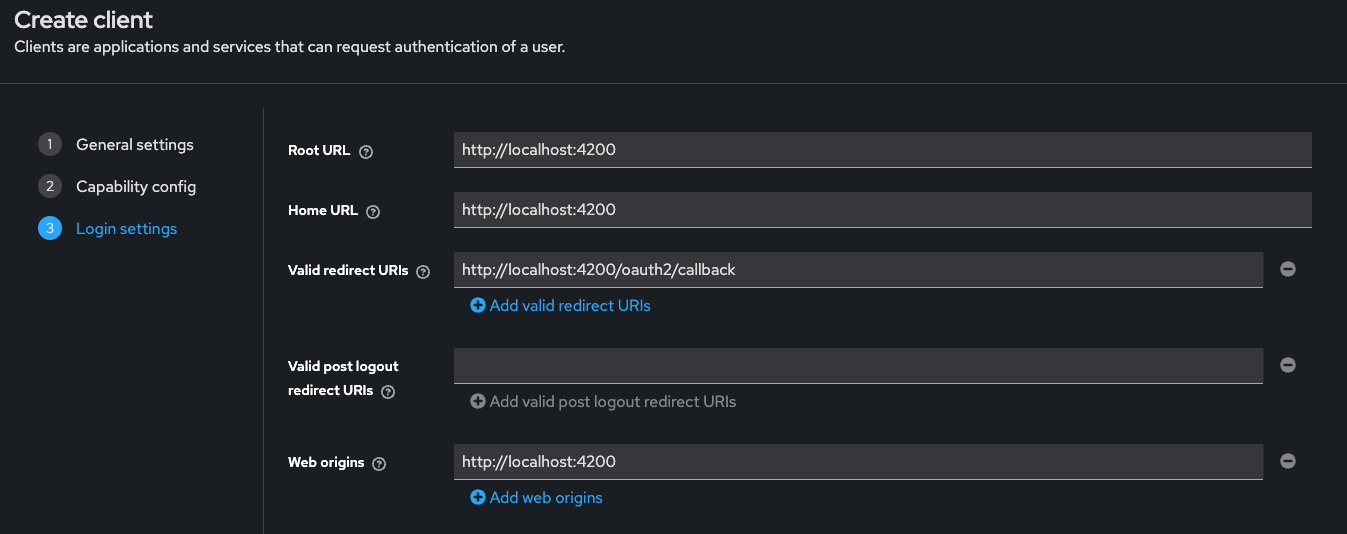 Create client
Clients are applications and services that can request authentication of a user.
1 General settings
2 Capability config
3 Login settings
Root URL ?
http://localhost:4200
Home URL ?
http://localhost:4200
Valid redirect URIs ?
http://localhost:4200/oauth2/callback
Add valid redirect URIs
Valid post logout
redirect URIs ?
Add valid post logout redirect URIs
Web origins ?
http://localhost:4200
Add web origins